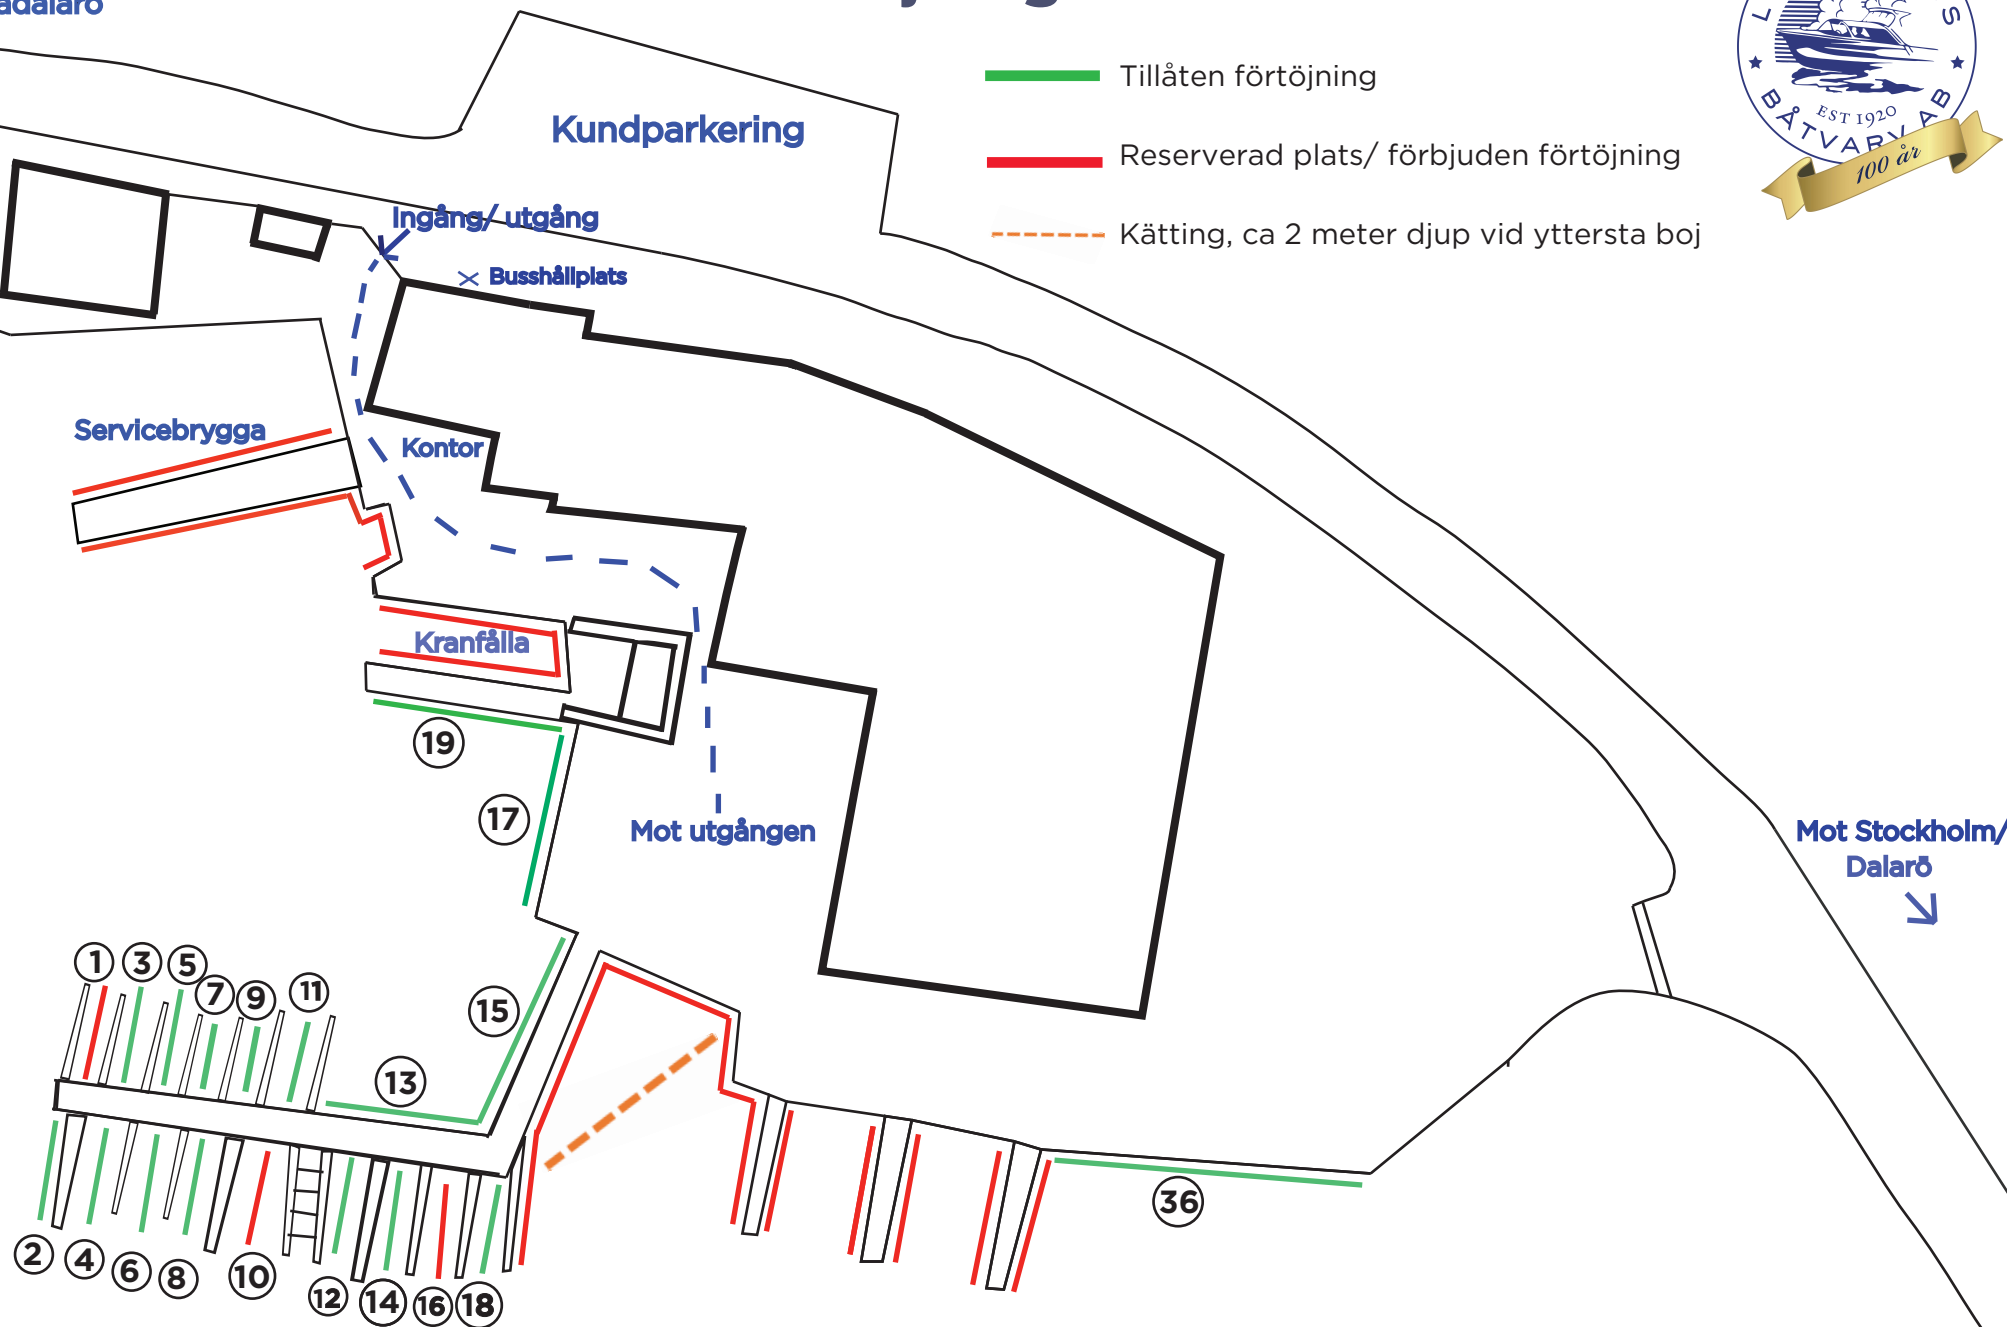 Tillåten förtöjning
Reserverad plats/ förbjuden förtöjning
Kätting, ca 2 meter djup vid yttersta boj
BÅTVARV AB
EST 1920
100 år
Kundparkering
Ingång/ utgång
Busshållplats
Servicebrygga
Kontor
Kranfålla
19
17
Mot utgången
Mot Stockholm/
Dalarö
1
3
5
7
9
11
15
13
36
2
4
6
8
10
12
14
16
18